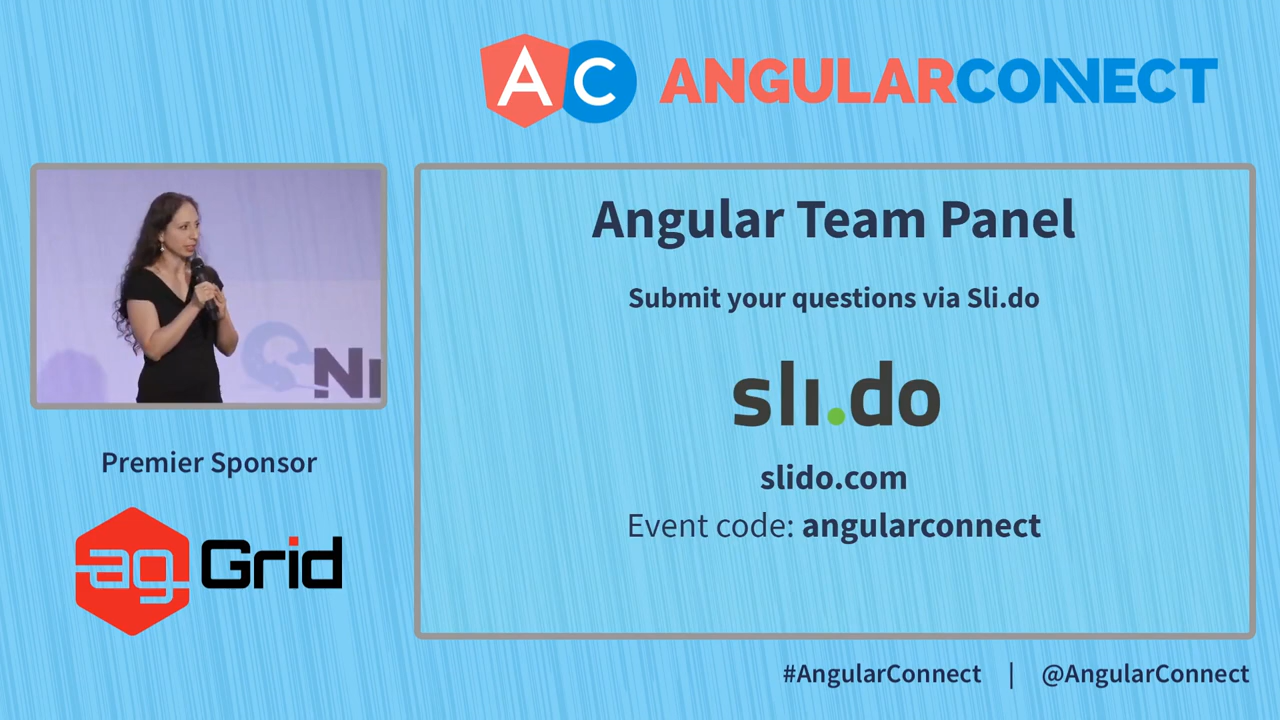 AC ANGULARCONNECT
Angular Team Panel
Submit your questions via Sli.do
sli.do
slido.com
Event code: angularconnect
Premier Sponsor
ag Grid
#AngularConnect | @AngularConnect